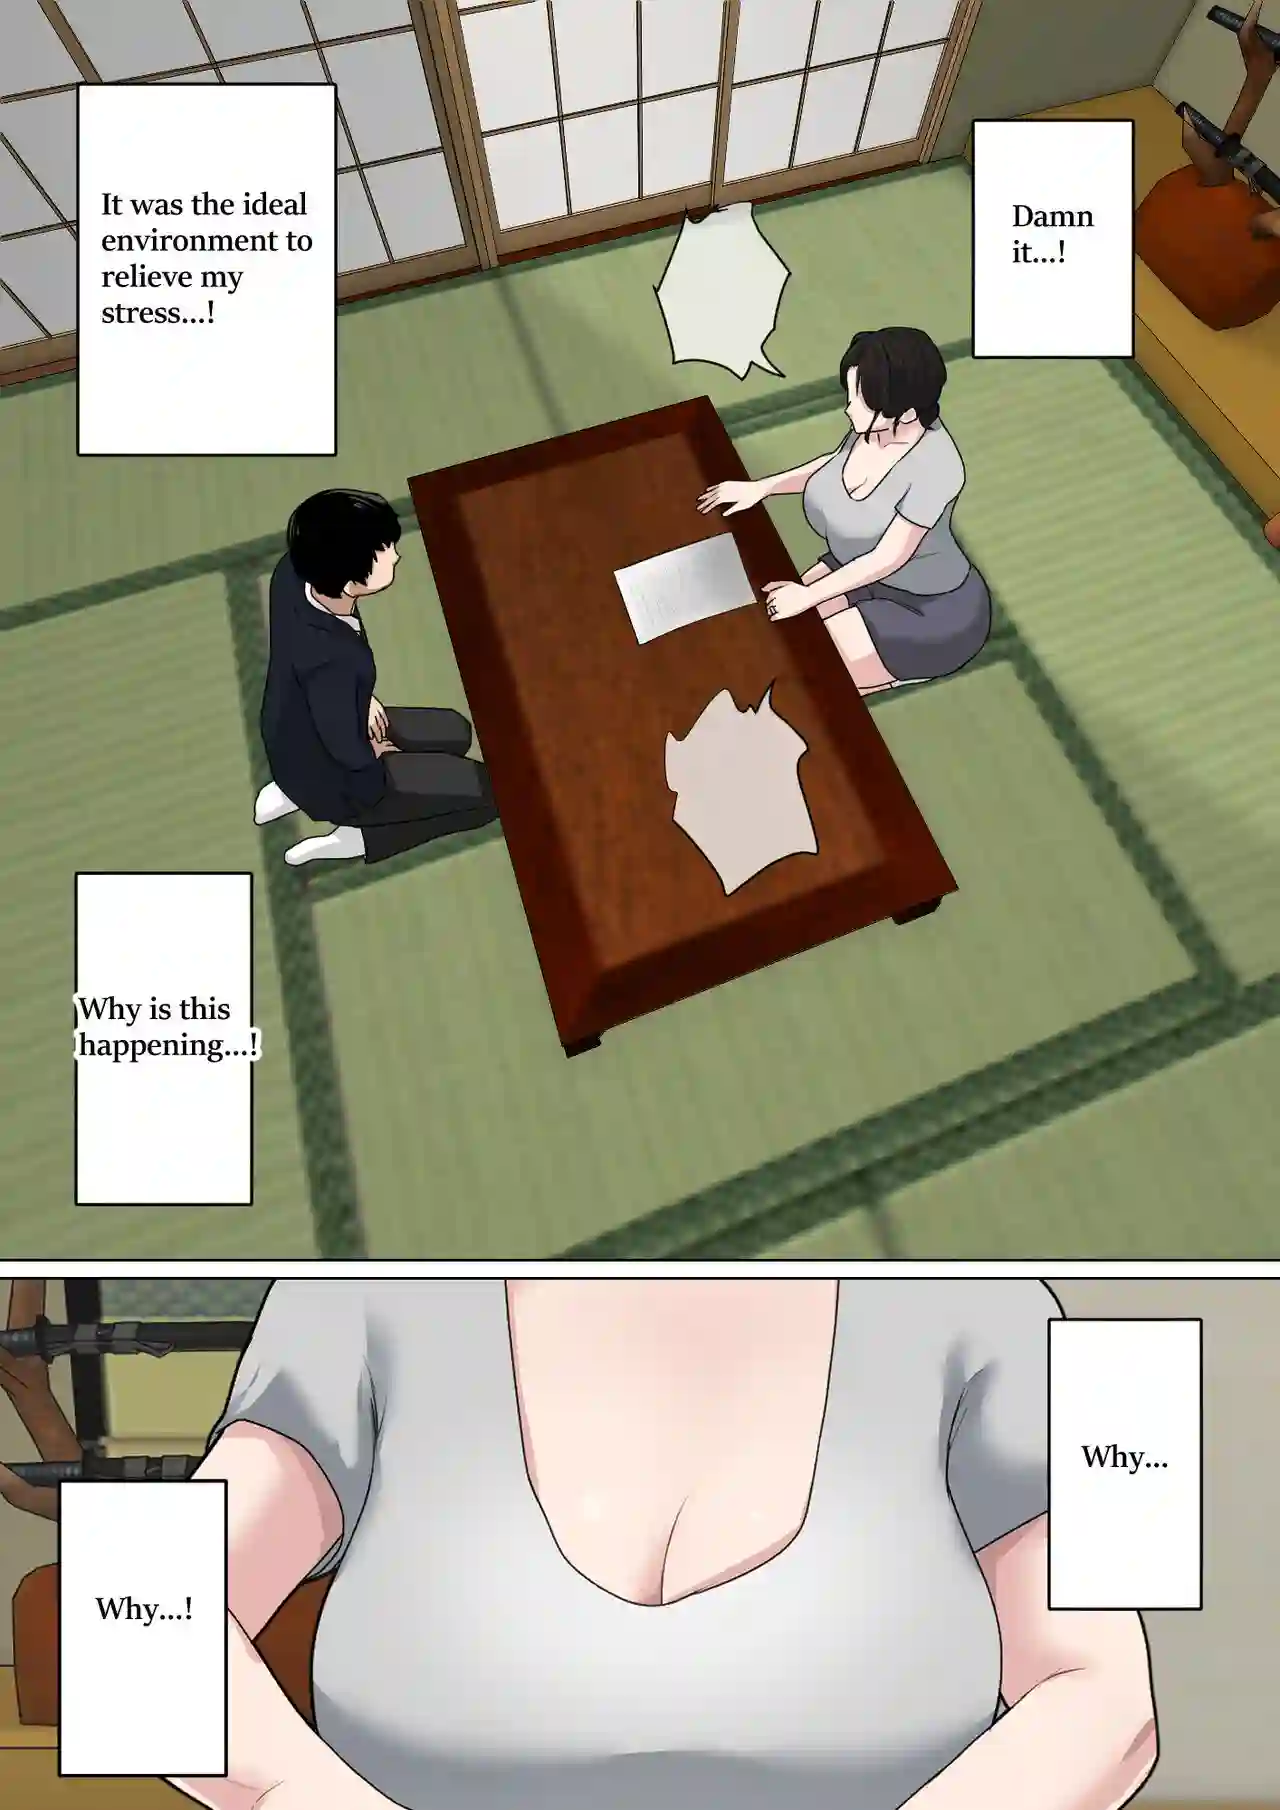 Damn
it...!
It was the ideal
environment to
relieve my
stress...!
Why is this
happening...!
Why...
Why...!